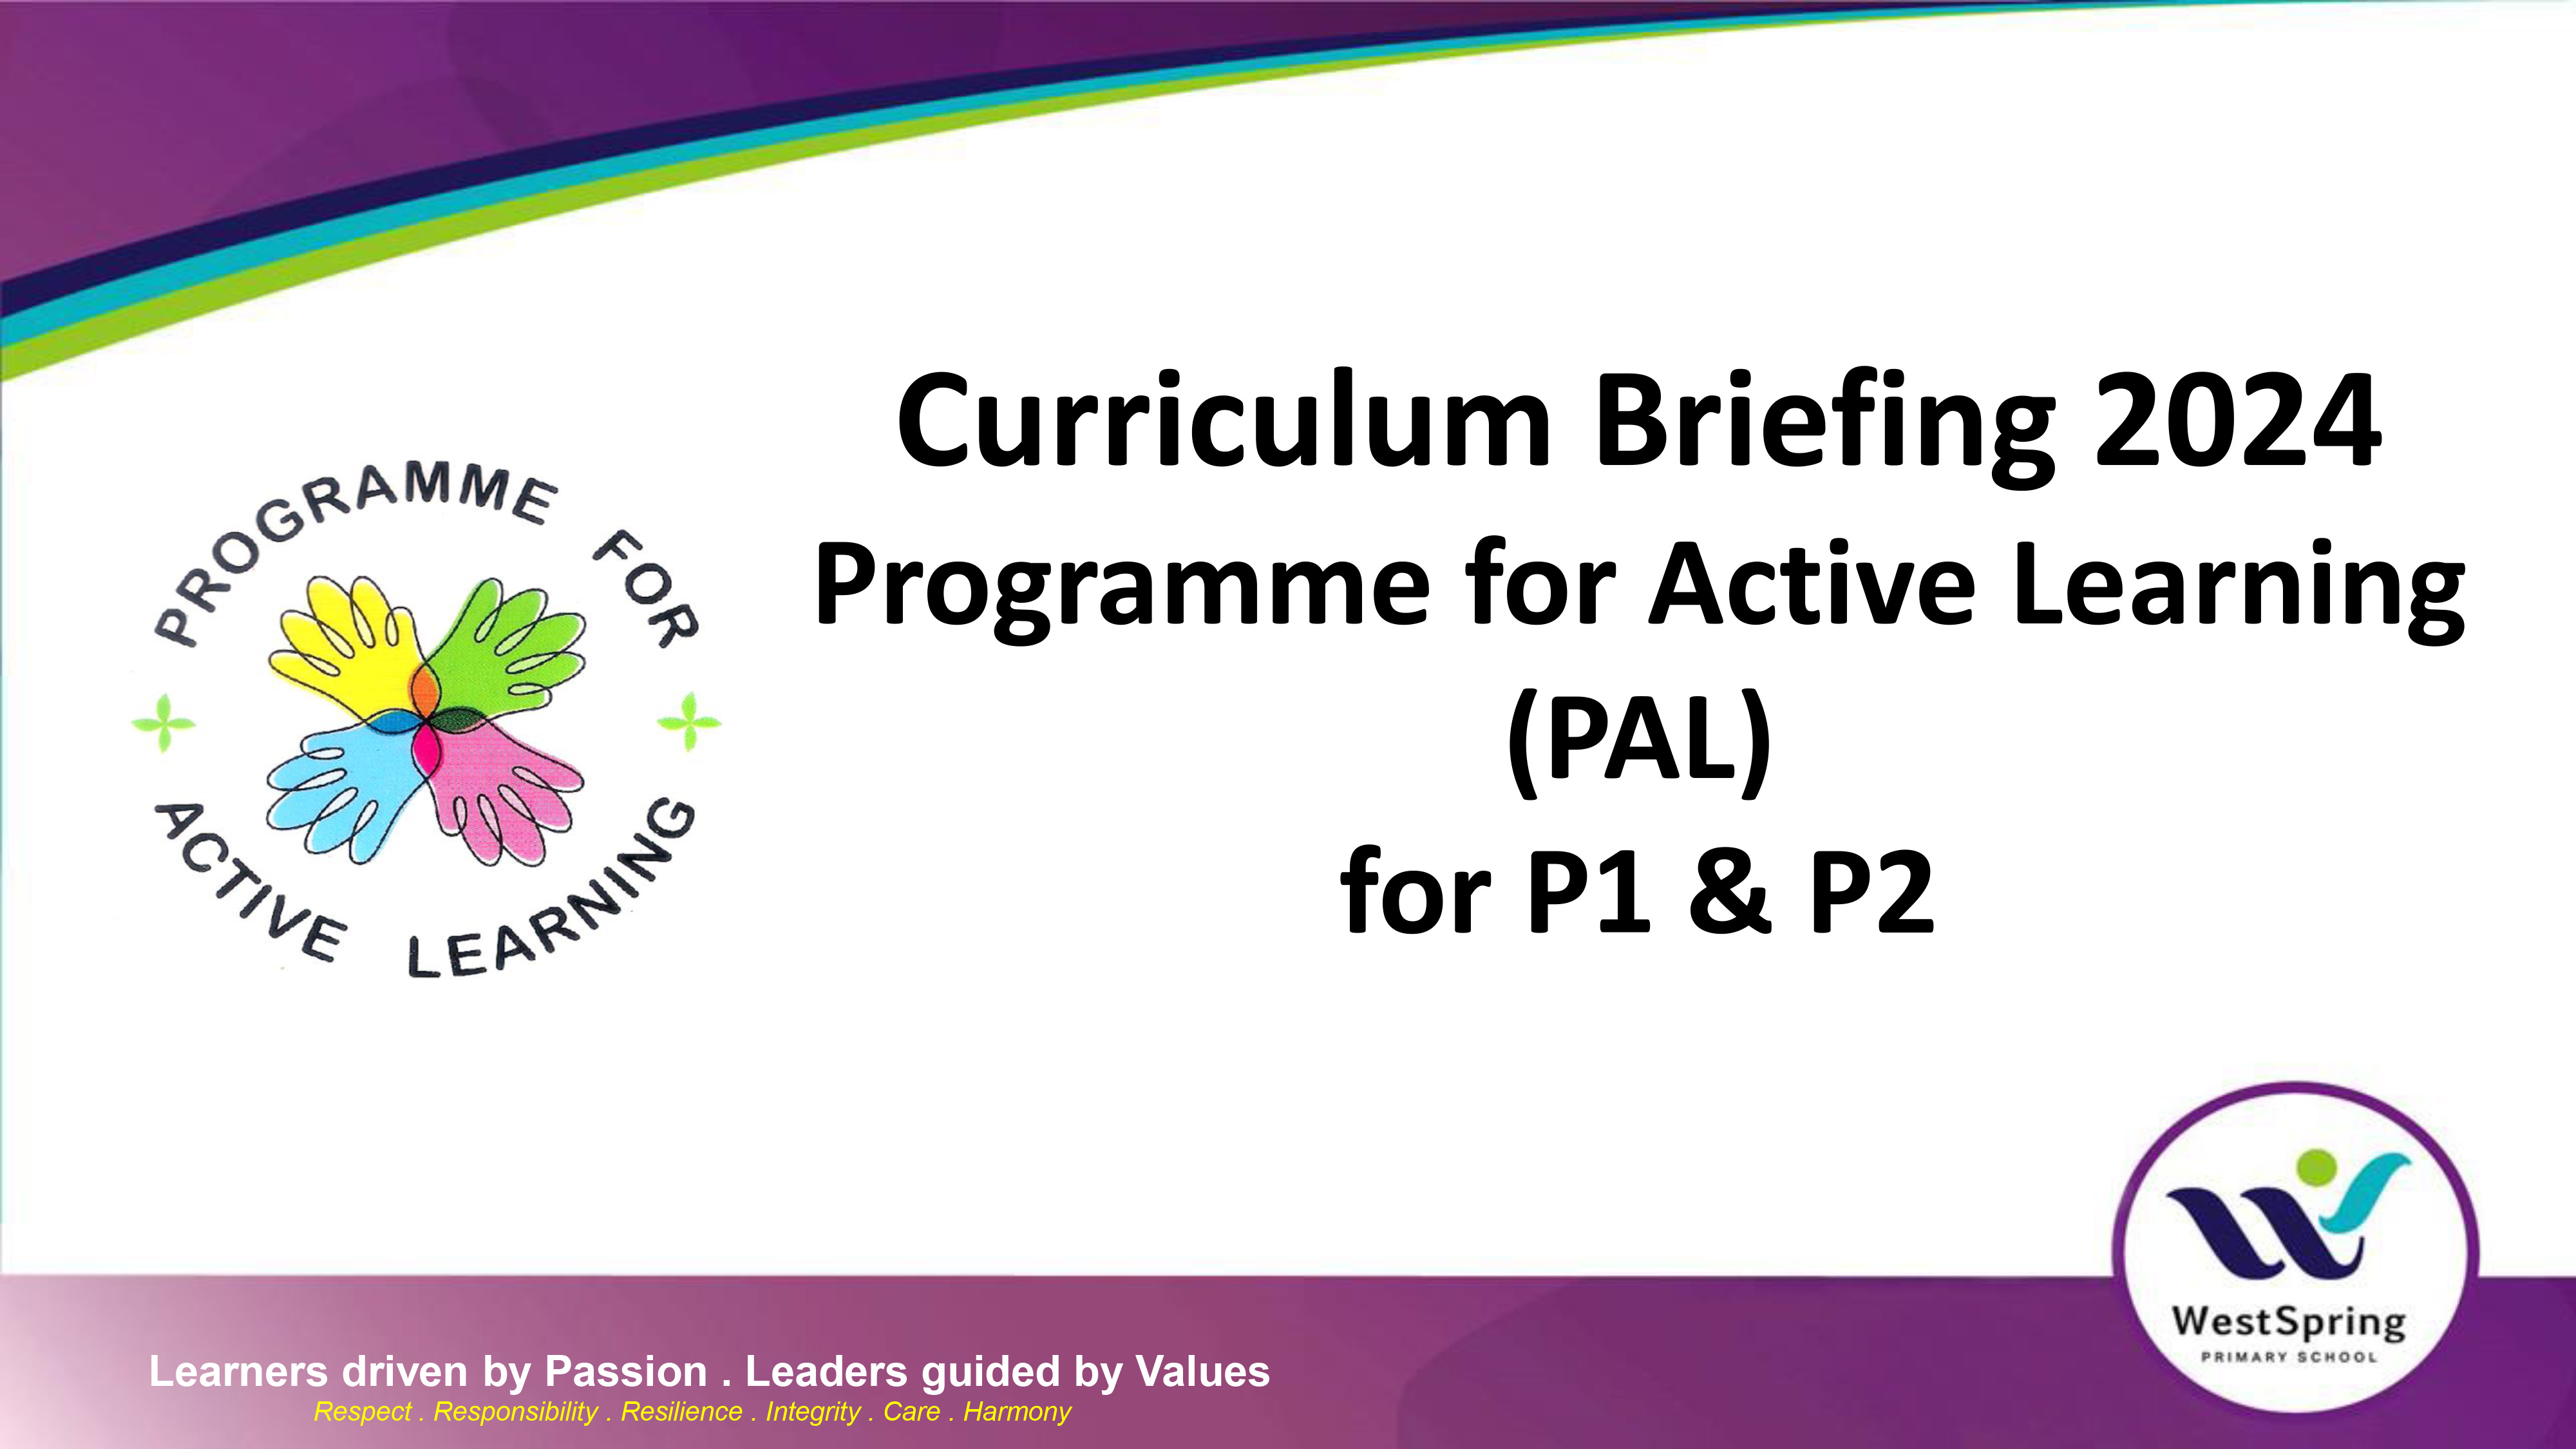 Curriculum Briefing 2024
Programme for Active Learning
(PAL)
for P1 & P2
PROGRAMME FOR
ACTIVE LEARNING
WestSpring
PRIMARY SCHOOL
Learners driven by Passion . Leaders guided by Values
Respect . Responsibility . Resilience . Integrity . Care . Harmony